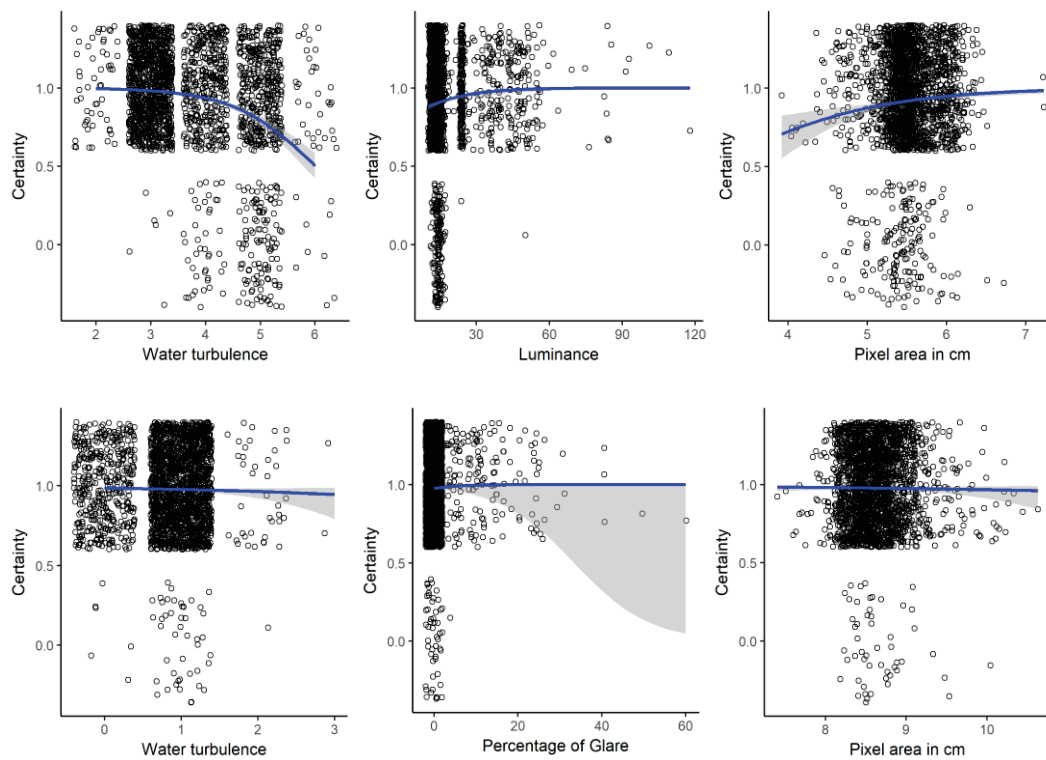 Certainty
1.0
0.5
0.0
2 3 4 5 6
Water turbulence
Certainty
1.0
0.5
0.0
30 60 90 120
Luminance
Certainty
1.0
0.5
0.0
4 5 6 7
Pixel area in cm
Certainty
1.0
0.5
0.0
0 1 2 3
Water turbulence
Certainty
1.0
0.5
0.0
0 20 40 60
Percentage of Glare
Certainty
1.0
0.5
0.0
8 9 10
Pixel area in cm